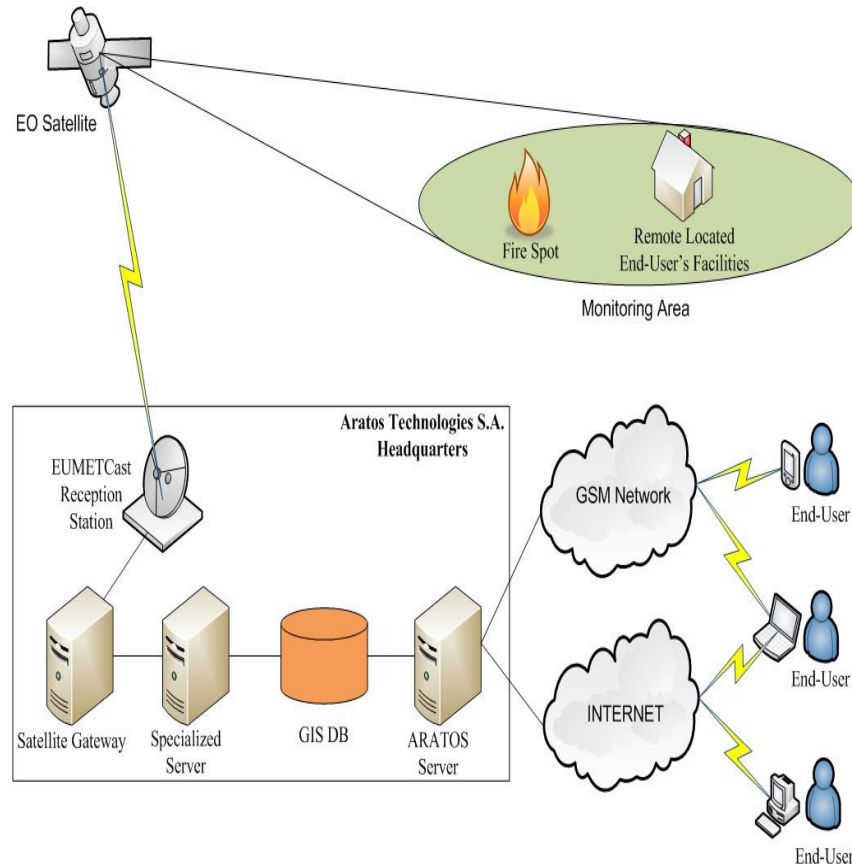 EO Satellite
Fire Spot
Remote Located
End-User's Facilities
Monitoring Area
Aratos Technologies S.A.
Headquarters
EUMETCast
Reception
Station
GSM Network
End-User
Satellite Gateway
Specialized
Server
GIS DB
ARATOS
Server
INTERNET
End-User
End-User